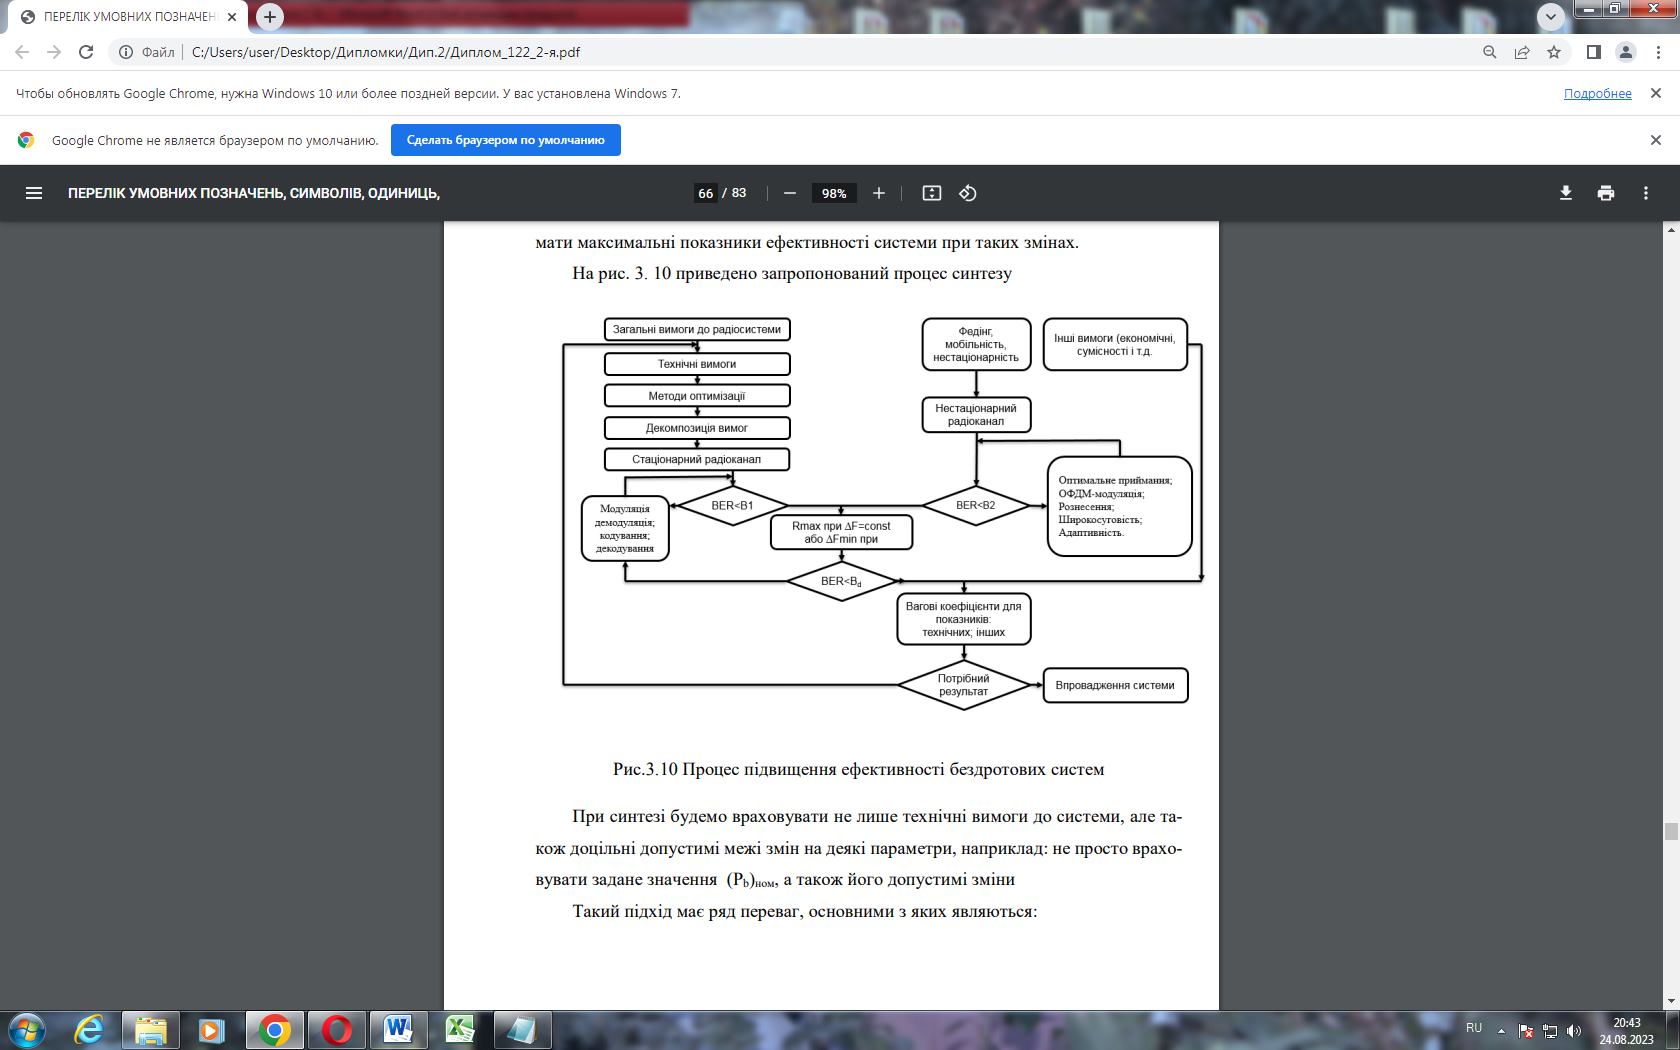 ПЕРЕЛІК УМОВНИХ ПОЗНАЧЕН
Файл
C:/Users/user/Desktop/Дипломки/Дип.2/Диплом_122_2-я.pdf
Чтобы обновлять Google Chrome, нужна Windows 10 или более поздней версии. У вас установлена Windows 7.
Подробнее
Google Chrome не является браузером по умолчанию.
Сделать браузером по умолчанию
ПЕРЕЛІК УМОВНИХ ПОЗНАЧЕНЬ, СИМВОЛІВ, ОДИНИЦЬ,
66 / 83
98%
мати максимальні показники ефективності системи при таких змінах.
На рис. 3. 10 приведено запропонований процес синтезу
Загальні вимоги до радіосистеми
Технічні вимоги
Методи оптимізації
Декомпозиція вимог
Стаціонарний радіоканал
Федінг,
мобільність,
нестаціонарність
Інші вимоги (економічні,
сумісності і т.д.
Нестаціонарний
радіоканал
Модуляція
демодуляція;
кодування;
декодування
BER<B1
BER<B2
Оптимальне приймання;
ОФДМ-модуляція;
Рознесення;
Широкосуговість;
Адаптивність.
Rmax при ΔF=const
або ΔFmin при
BER<Bd
Вагові коефіцієнти для
показників:
технічних; інших
Потрібний
результат
Впровадження системи
Рис.3.10 Процес підвищення ефективності бездротових систем
При синтезі будемо враховувати не лише технічні вимоги до системи, але та-
кож доцільні допустимі межі змін на деякі параметри, наприклад: не просто врахо-
вувати задане значення (Pb)ном, а також його допустимі зміни
Такий підхід має ряд переваг, основними з яких являються:
RU
20:43
24.08.2023